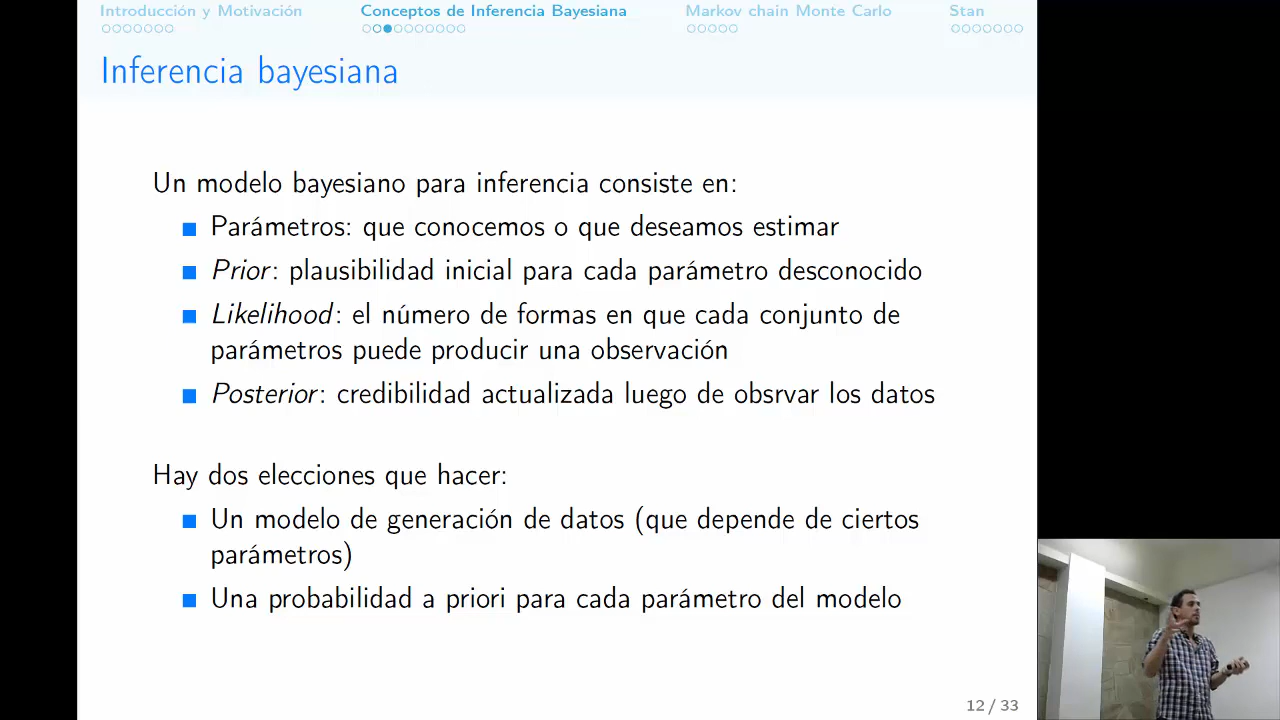 Introducción y Motivación
Conceptos de Inferencia Bayesiana
Markov chain Monte Carlo
Stan
Inferencia bayesiana
Un modelo bayesiano para inferencia consiste en:
Parámetros: que conocemos o que deseamos estimar
Prior: plausibilidad inicial para cada parámetro desconocido
Likelihood: el número de formas en que cada conjunto de
parámetros puede producir una observación
Posterior: credibilidad actualizada luego de obsrvar los datos
Hay dos elecciones que hacer:
Un modelo de generación de datos (que depende de ciertos
parámetros)
Una probabilidad a priori para cada parámetro del modelo
12 / 33